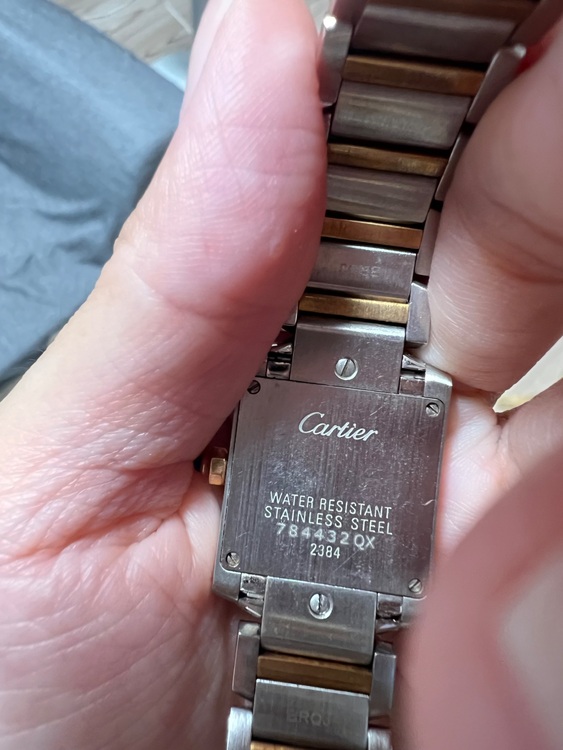 Cartier
WATER RESISTANT
STAINLESS STEEL
784432QX
2384